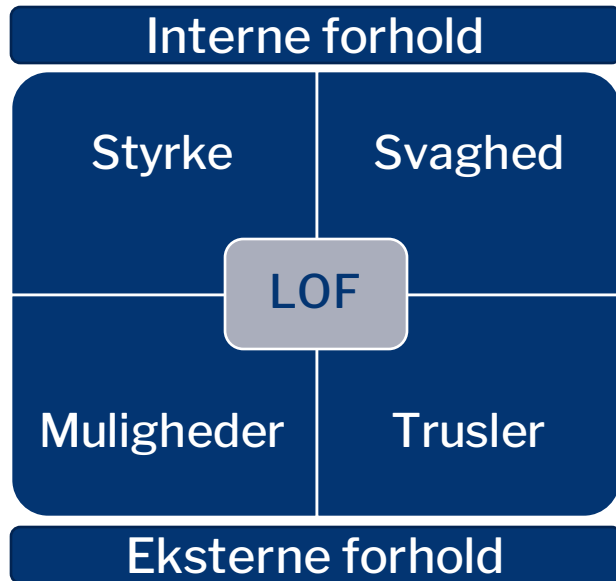 Interne forhold
Styrke
Svaghed
LOF
Muligheder
Trusler
Eksterne forhold